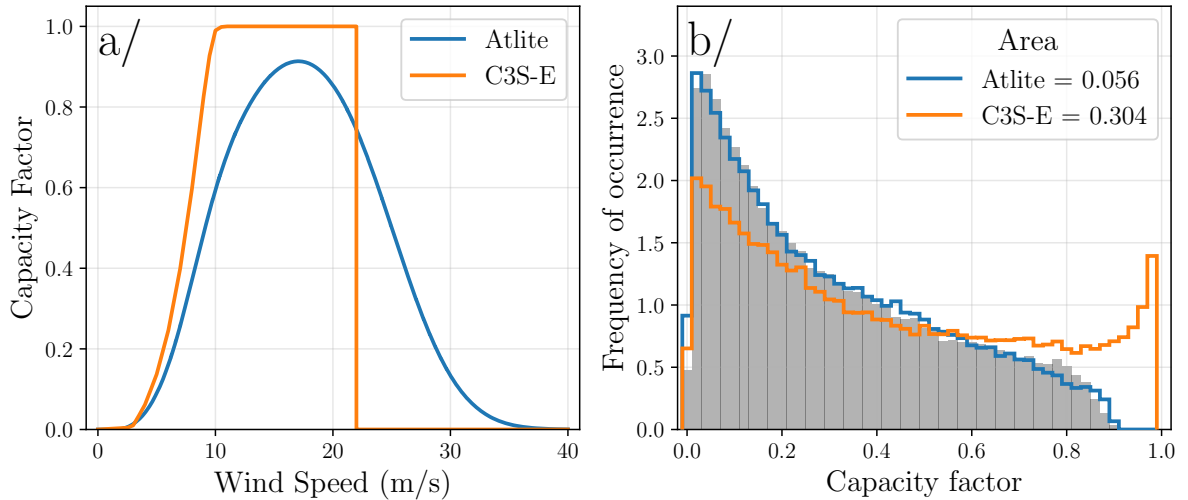 a/
Atlite
C3S-E
1.0
0.8
0.6
0.4
0.2
0.0
Capacity Factor
0
10
20
30
40
Wind Speed (m/s)
b/
Area
Atlite = 0.056
C3S-E = 0.304
3.0
2.5
2.0
1.5
1.0
0.5
0.0
Frequency of occurrence
0.0
0.2
0.4
0.6
0.8
1.0
Capacity factor